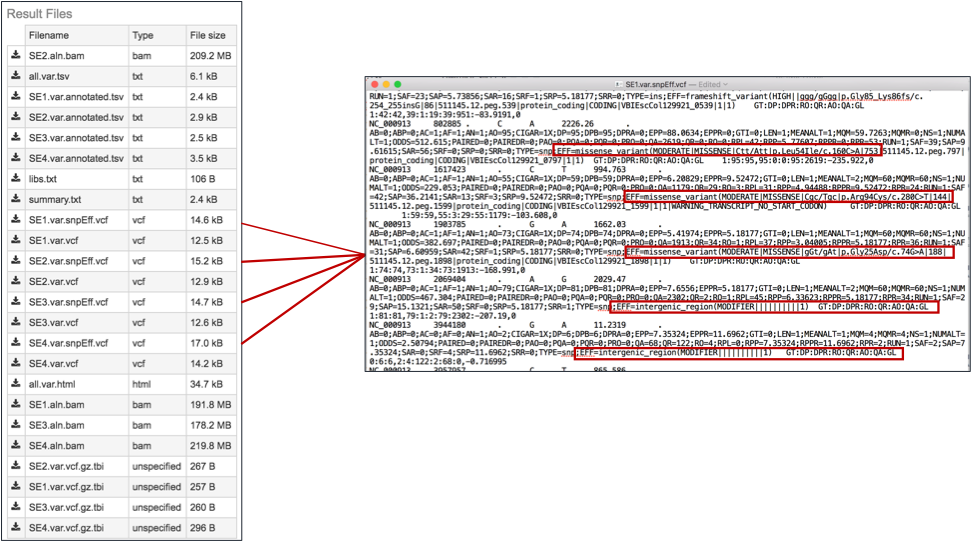 Result Files
Filename Type File size
SE2.aln.bam bam 209.2 MB
all.var.tsv txt 6.1 kB
SE1.var.annotated.tsv txt 2.4 kB
SE2.var.annotated.tsv txt 2.9 kB
SE3.var.annotated.tsv txt 2.5 kB
SE4.var.annotated.tsv txt 3.5 kB
libs.txt txt 106 B
summary.txt txt 2.4 kB
SE1.var.snpEff.vcf vcf 14.6 kB
SE1.var.vcf vcf 12.5 kB
SE2.var.snpEff.vcf vcf 15.2 kB
SE2.var.vcf vcf 12.9 kB
SE3.var.snpEff.vcf vcf 14.7 kB
SE3.var.vcf vcf 12.6 kB
SE4.var.snpEff.vcf vcf 17.0 kB
SE4.var.vcf vcf 14.2 kB
all.var.html html 34.7 kB
SE1.aln.bam bam 191.8 MB
SE3.aln.bam bam 178.2 MB
SE4.aln.bam bam 219.8 MB
SE2.var.vcf.gz.tbi unspecified 267 B
SE1.var.vcf.gz.tbi unspecified 257 B
SE3.var.vcf.gz.tbi unspecified 260 B
SE4.var.vcf.gz.tbi unspecified 296 B
SE1.var.snpEff.vcf — Edited
RUN=1;SAF=23;SAP=5.73856;SAR=16;SRF=1;SRP=5.18177;SRR=0;TYPE=ins;EFF=frameshift_variant(HIGH||ggg/gGgg|p.Gly85_Lys86fs/c.
254_255insG|86|511145.12.peg.539|protein_coding|CODING|VBIEscCol129921_0539|1|1) GT:DP:DPR:RO:QR:AO:QA:GL
1:42:42,39:1:19:39:951:-83.9191,0
NC_000913 802885 . C A 2226.26 .
AB=0;ABP=0;AC=1;AF=1;AN=1;AO=95;CIGAR=1X;DP=95;DPB=95;DPRA=0;EPP=88.0634;EPPR=0;GTI=0;LEN=1;MEANALT=1;MQM=59.7263;MQMR=0;NS=1;NUM
ALT=1;ODDS=512.615;PAIRED=0;PAIREDR=0;PAO=0;PQA=0;PQR=0;PRO=0;QA=2619;QR=0;RO=0;RPL=42;RPP=5.77607;RPPR=0;RPR=53;RUN=1;SAF=39;SAP=9
.61615;SAR=56;SRF=0;SRP=0;SRR=0;TYPE=snp;EFF=missense_variant(MODERATE|MISSENSE|Ctt/Att|p.Leu54Ile/c.160C>A|753|511145.12.peg.797|
protein_coding|CODING|VBIEscCol129921_0797|1|1) GT:DP:DPR:RO:QR:AO:QA:GL 1:95:95,95:0:0:95:2619:-235.922,0
NC_000913 1617423 . C T 994.763 .
AB=0;ABP=0;AC=1;AF=1;AN=1;AO=55;CIGAR=1X;DP=59;DPB=59;DPRA=0;EPP=6.20829;EPPR=9.52472;GTI=0;LEN=1;MEANALT=2;MQM=60;MQMR=60;NS=1;NU
MALT=1;ODDS=229.053;PAIRED=0;PAIREDR=0;PAO=0;PQA=0;PQR=0;PRO=0;QA=1179;QR=29;RO=3;RPL=31;RPP=4.94488;RPPR=9.52472;RPR=24;RUN=1;SAF
=42;SAP=36.2141;SAR=13;SRF=3;SRP=9.52472;SRR=0;TYPE=snp;EFF=missense_variant(MODERATE|MISSENSE|Cgc/Tgc|p.Arg94Cys/c.280C>T|144|
511145.12.peg.1599|protein_coding|CODING|VBIEscCol129921_1599|1|1|WARNING_TRANSCRIPT_NO_START_CODON) GT:DP:DPR:RO:QR:AO:QA:GL
1:59:59,55:3:29:55:1179:-103.608,0
NC_000913 1903785 . C T 1662.03 .
AB=0;ABP=0;AC=1;AF=1;AN=1;AO=73;CIGAR=1X;DP=74;DPB=74;DPRA=0;EPP=5.41974;EPPR=5.18177;GTI=0;LEN=1;MEANALT=1;MQM=60;MQMR=60;NS=1;NU
MALT=1;ODDS=382.697;PAIRED=0;PAIREDR=0;PAO=0;PQA=0;PQR=0;PRO=0;QA=1913;QR=34;RO=1;RPL=37;RPP=3.04005;RPPR=5.18177;RPR=36;RUN=1;SAF
=31;SAP=6.60959;SAR=42;SRF=1;SRP=5.18177;SRR=0;TYPE=snp;EFF=missense_variant(MODERATE|MISSENSE|gGt/gAt|p.Gly25Asp/c.74G>A|188|
511145.12.peg.1898|protein_coding|CODING|VBIEscCol129921_1898|1|1) GT:DP:DPR:RO:QR:AO:QA:GL
1:74:74,73:1:34:73:1913:-168.991,0
NC_000913 2069404 . A G 2029.47 .
AB=0;ABP=0;AC=1;AF=1;AN=1;AO=79;CIGAR=1X;DP=81;DPB=81;DPRA=0;EPP=7.6556;EPPR=5.18177;GTI=0;LEN=1;MEANALT=2;MQM=60;MQMR=60;NS=1;NUM
ALT=1;ODDS=467.304;PAIRED=0;PAIREDR=0;PAO=0;PQA=0;PQR=0;PRO=0;QA=2302;QR=2;RO=1;RPL=45;RPP=6.33623;RPPR=5.18177;RPR=34;RUN=1;SAF=2
9;SAP=15.1321;SAR=50;SRF=0;SRP=5.18177;SRR=1;TYPE=snp;EFF=intergenic_region(MODIFIER||||||||||1) GT:DP:DPR:RO:QR:AO:QA:GL
1:81:81,79:1:2:79:2302:-207.19,0
NC_000913 3944180 . G A 11.2319 .
AB=0;ABP=0;AC=0;AF=0;AN=1;AO=2;CIGAR=1X;DP=6;DPB=6;DPRA=0;EPP=7.35324;EPPR=11.6962;GTI=0;LEN=1;MEANALT=1;MQM=4;MQMR=4;NS=1;NUMALT=
1;ODDS=2.50794;PAIRED=0;PAIREDR=0;PAO=0;PQA=0;PQR=0;PRO=0;QA=68;QR=122;RO=4;RPL=0;RPP=7.35324;RPPR=11.6962;RPR=2;RUN=1;SAF=2;SAP=7
.35324;SAR=0;SRF=4;SRP=11.6962;SRR=0;TYPE=snp;EFF=intergenic_region(MODIFIER||||||||||1) GT:DP:DPR:RO:QR:AO:QA:GL
0:6:6,2:4:122:2:68:0,-0.716995
NC_000913 3957957 . C T 865.586 .